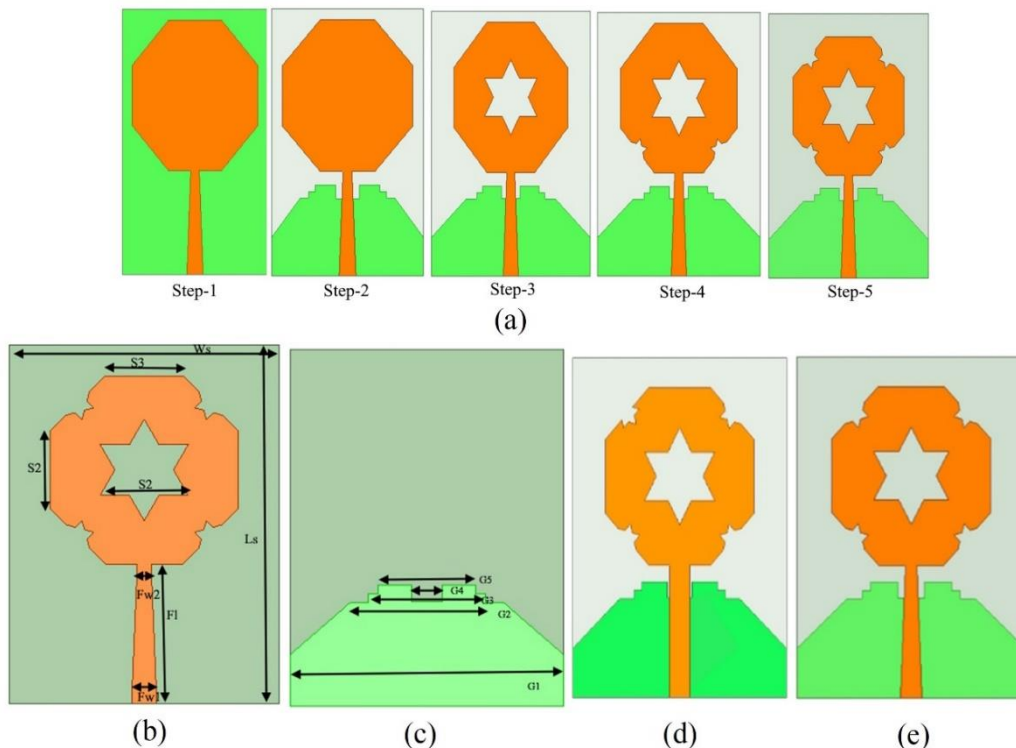 Step-1
Step-2
Step-3
Step-4
Step-5
(a)
Ws
S3
S2
S2
Ls
Fw2
Fl
Fw1
G5
G4
G3
G2
G1
(b)
(c)
(d)
(e)